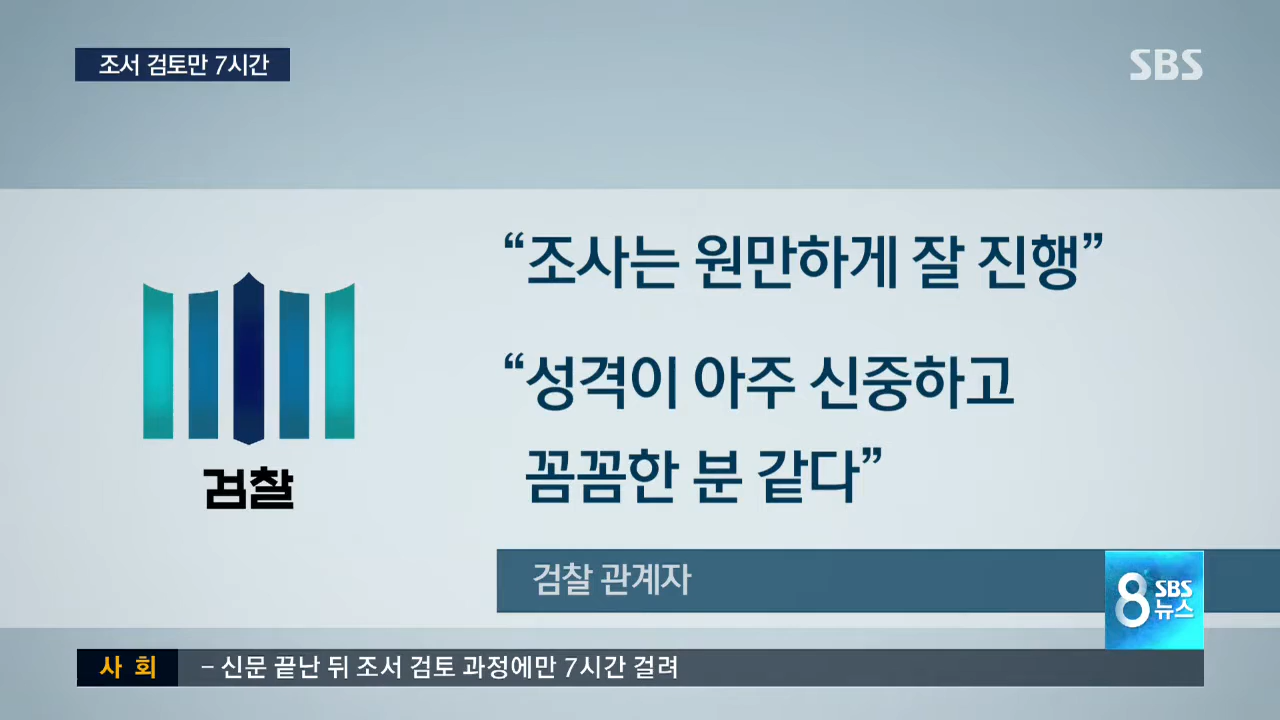 조서 검토만 7시간
SBS
“조사는 원만하게 잘 진행”
“성격이 아주 신중하고
꼼꼼한 분 같다”
검찰
검찰 관계자
8 SBS 뉴스
사 회
- 신문 끝난 뒤 조서 검토 과정에만 7시간 걸려